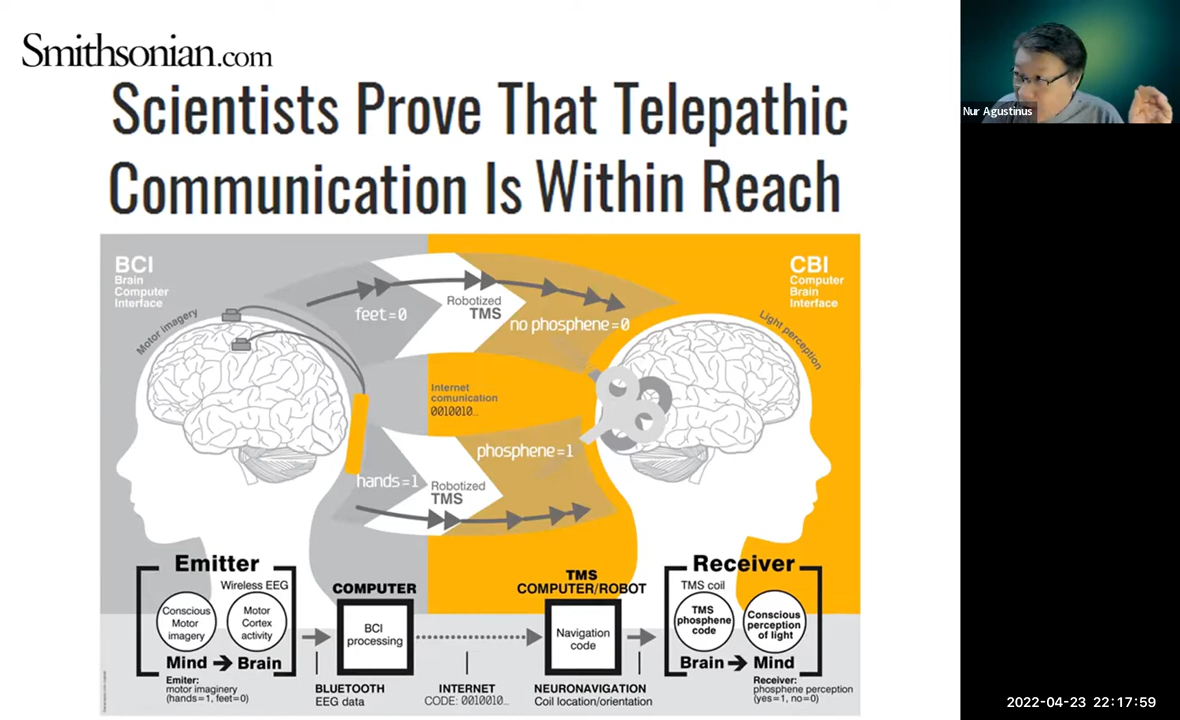 Smithsonian.com
Nur Agustinus
Scientists Prove That Telepathic
Communication Is Within Reach
BCI
Brain
Computer
Interface
CBI
Computer
Brain
Interface
Motor imagery
feet=0
Robotized
TMS
no phosphene=0
Light perception
Internet
comunication
0010010...
phosphene=1
hands=1
Robotized
TMS
Emitter
Wireless EEG
Conscious
Motor
imagery
Motor
Cortex
activity
Mind
Brain
Emiter:
motor imaginery
(hands=1, feet=0)
COMPUTER
BCI
processing
BLUETOOTH
EEG data
INTERNET
CODE: 0010010...
TMS
COMPUTER/ROBOT
Navigation
code
NEURONAVIGATION
Coil location/orientation
Receiver
TMS coil
TMS
phosphene
code
Conscious
perception
of light
Brain
Mind
Receiver:
phosphene perception
(yes=1, no=0)
2022-04-23 22:17:59